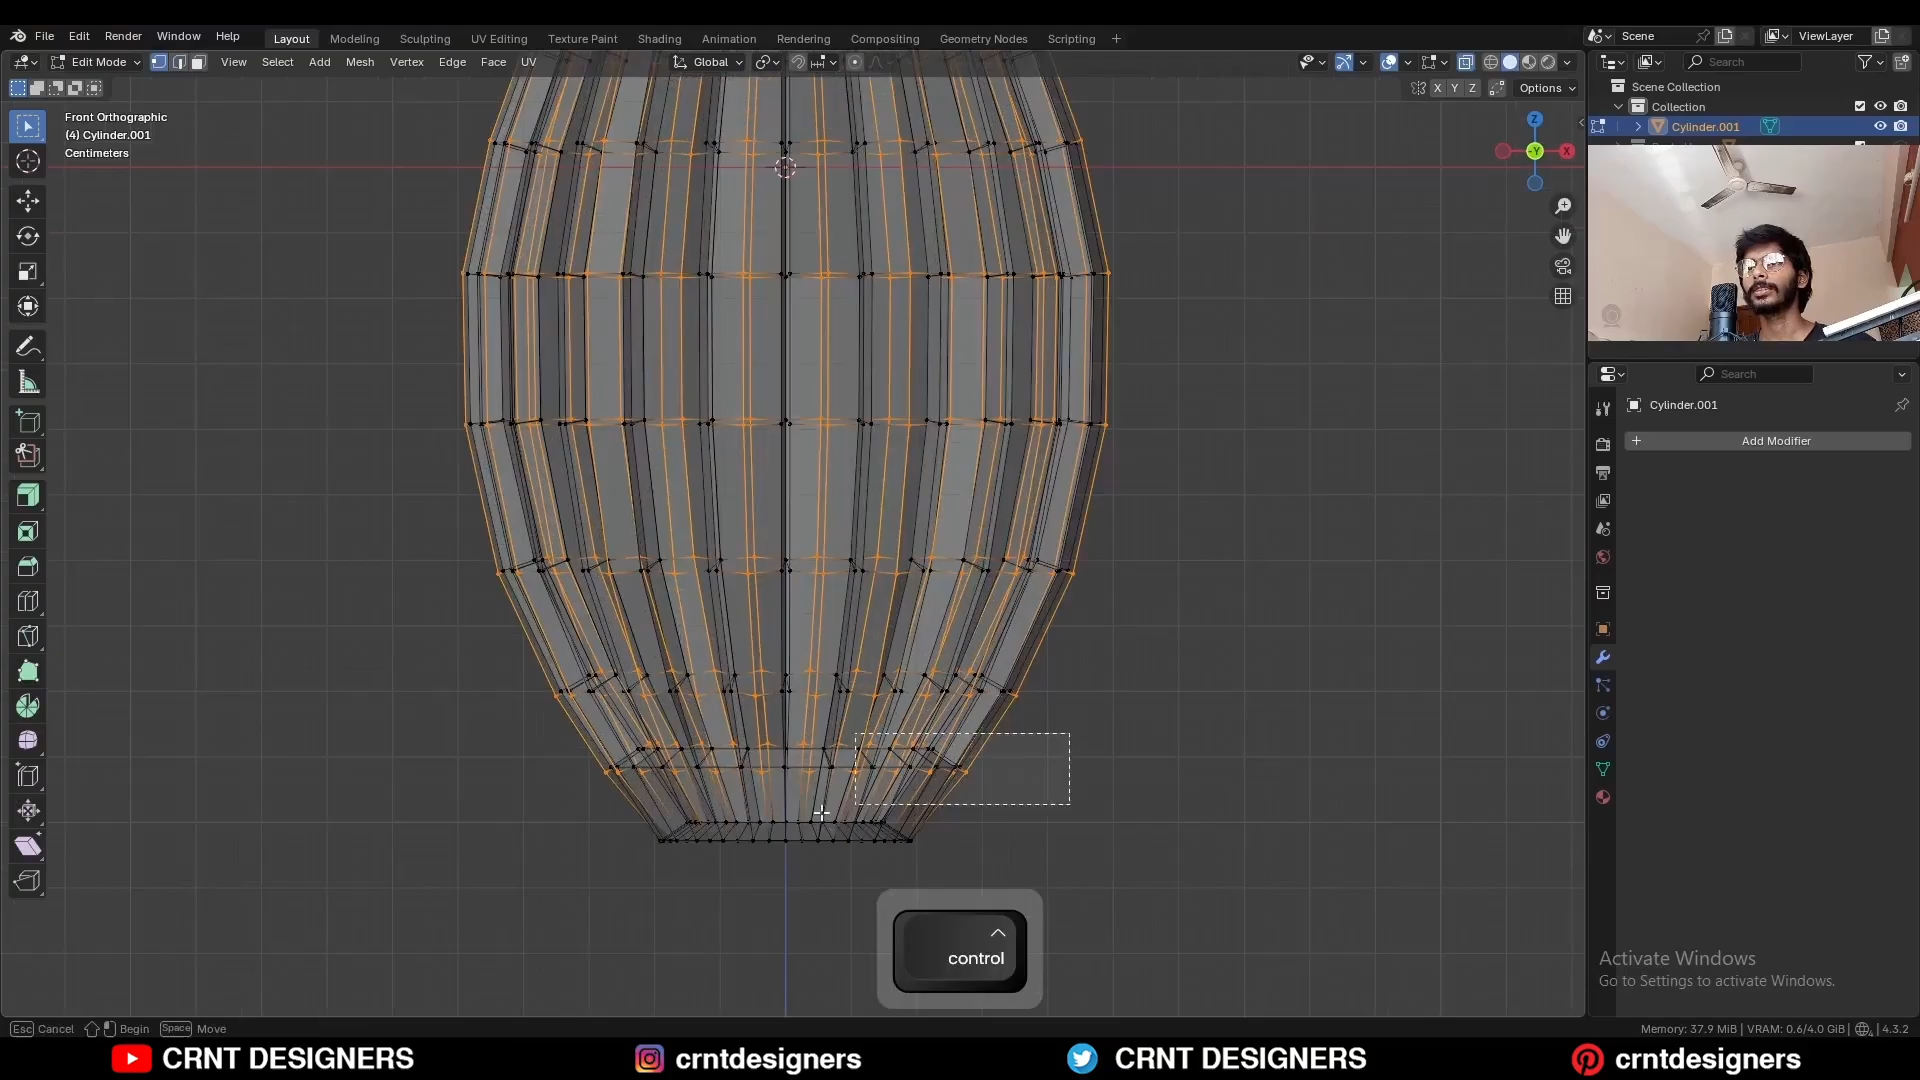 File Edit Render Window Help Layout Modeling Sculpting UV Editing Texture Paint Shading Animation Rendering Compositing Geometry Nodes Scripting + Scene ViewLayer
Edit Mode View Select Add Mesh Vertex Edge Face UV Global Search
X Y Z Options Scene Collection
Collection
Cylinder.001
Front Orthographic
(4) Cylinder.001
Centimeters
Z
-Y X
Search
Cylinder.001
+ Add Modifier
control
Activate Windows
Go to Settings to activate Windows.
Esc Cancel Begin Space Move Memory: 37.9 MiB | VRAM: 0.6/4.0 GiB | 4.3.2
CRNT DESIGNERS crntdesigners CRNT DESIGNERS crntdesigners